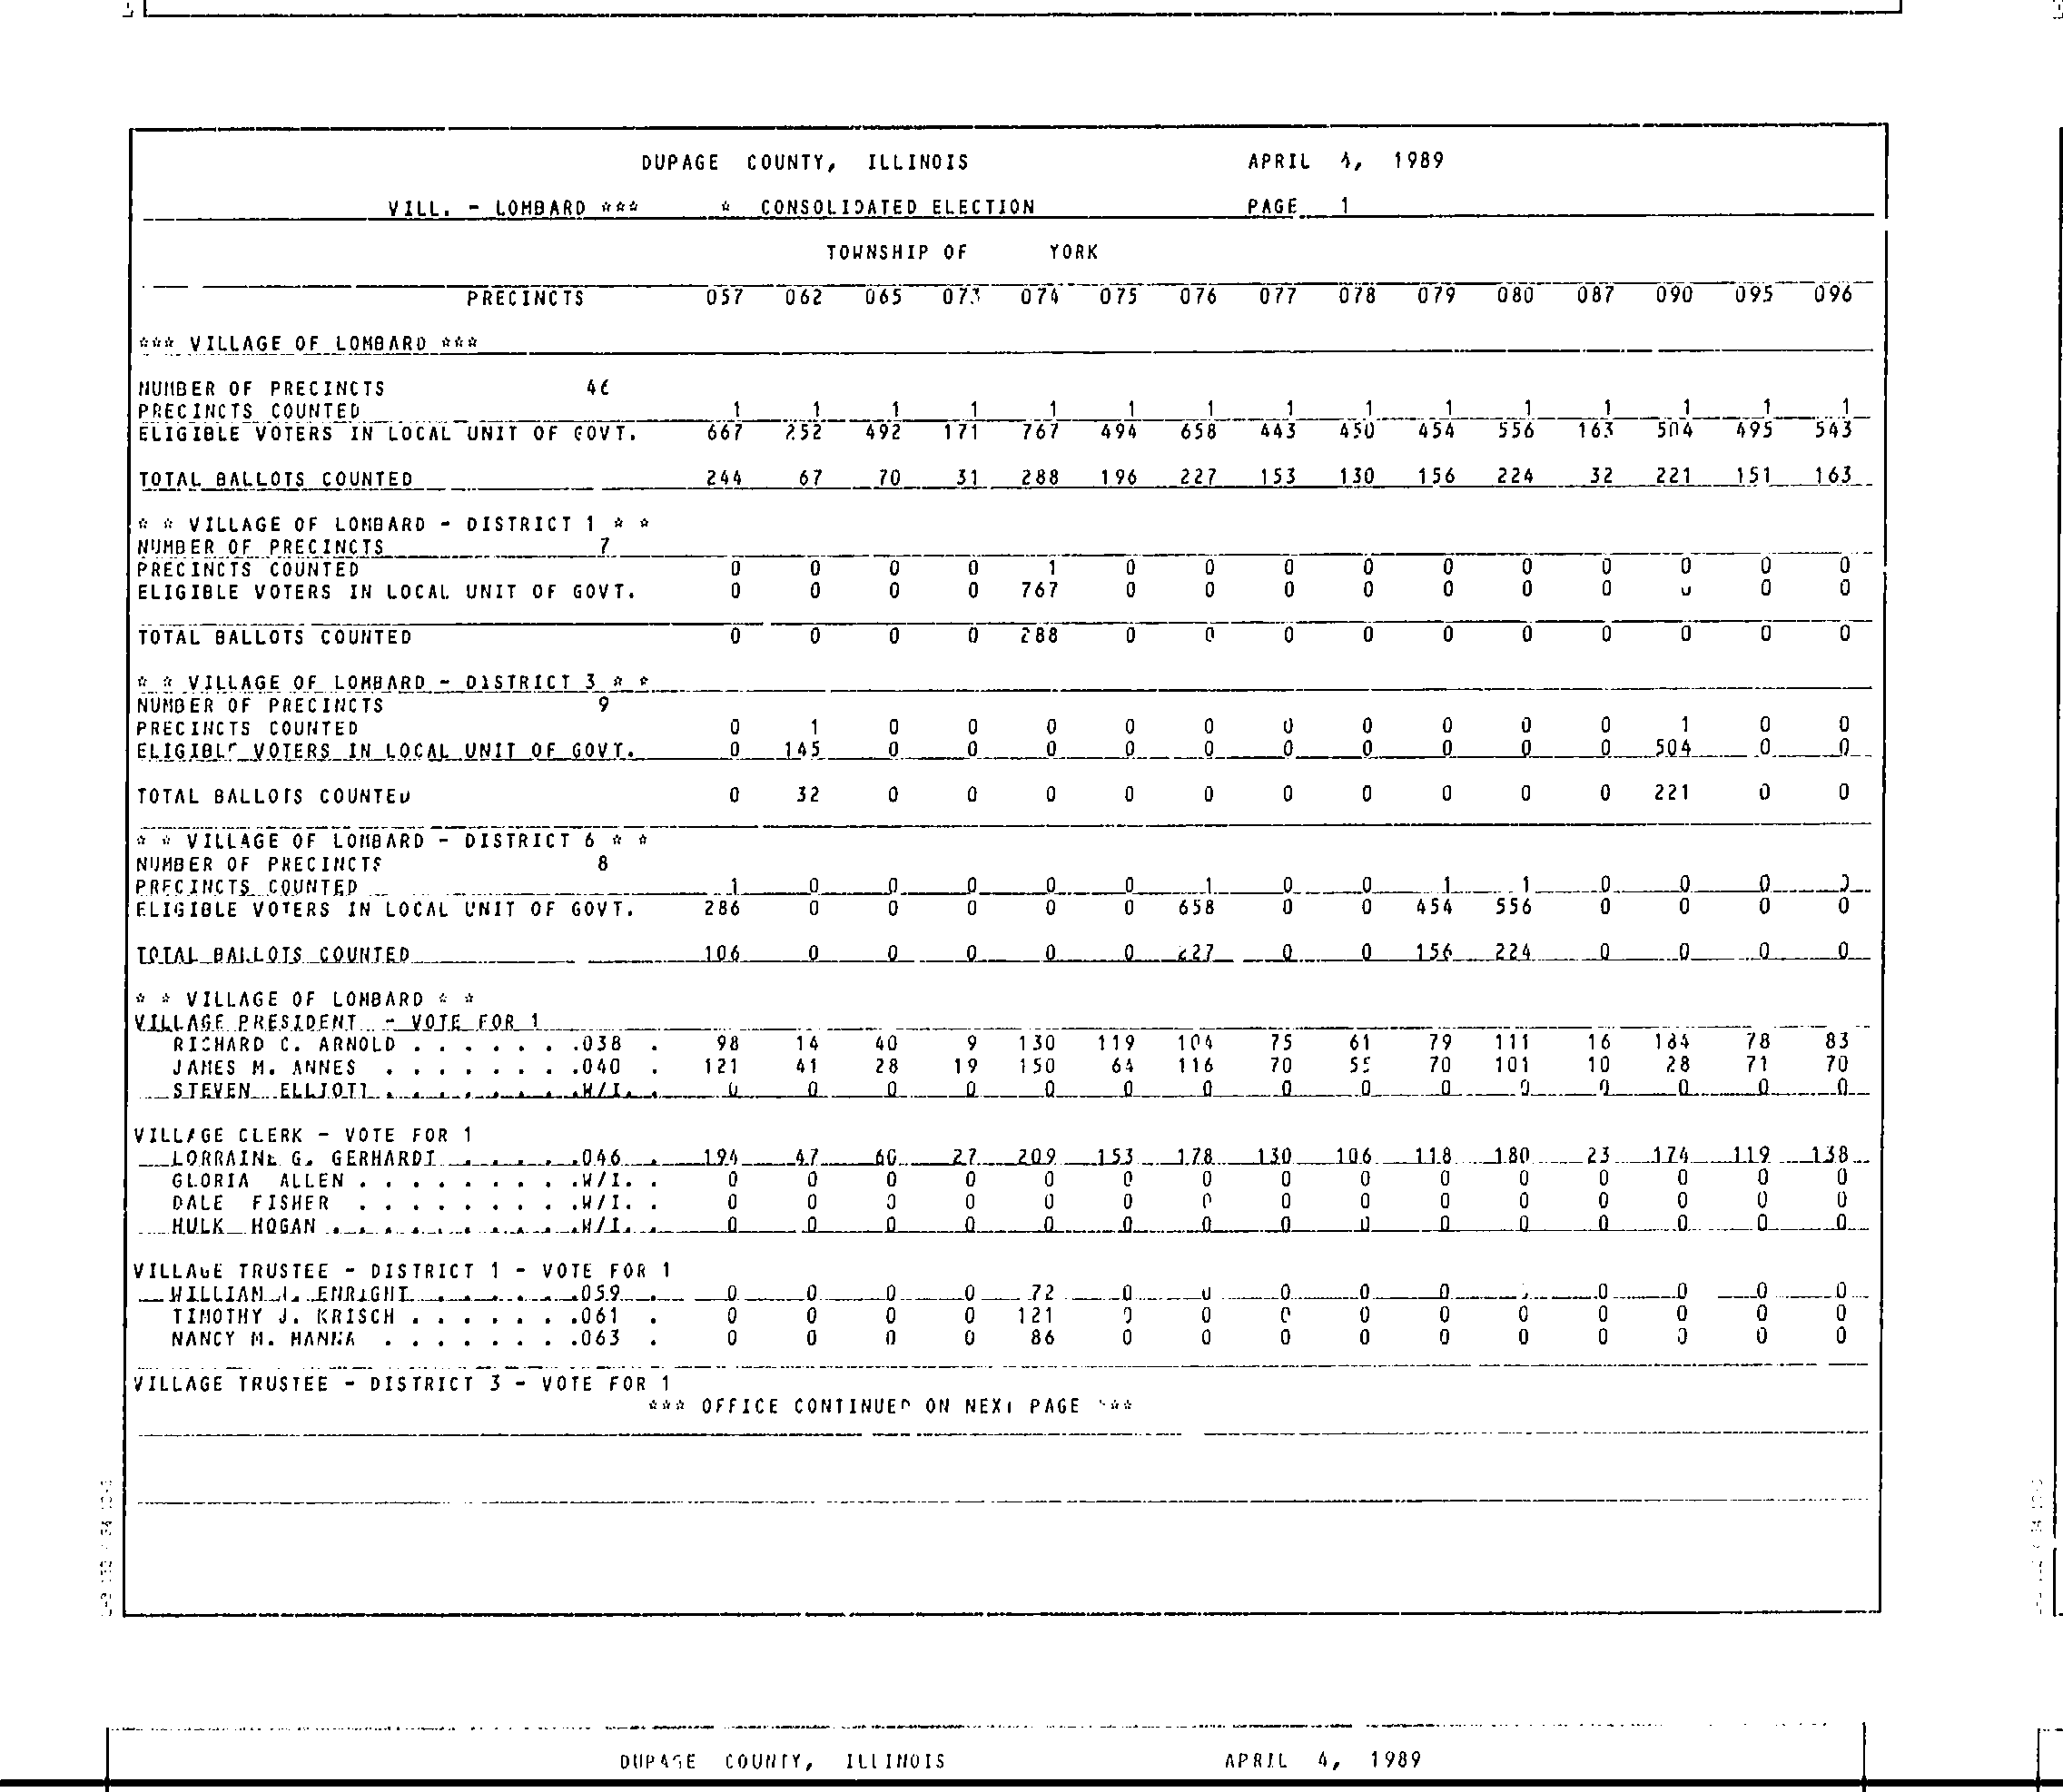 DUPAGE COUNTY, ILLINOIS APRIL 4, 1989
VILL. - LOMBARD *** * CONSOLIDATED ELECTION PAGE 1
TOWNSHIP OF YORK
PRECINCTS 057 062 065 073 074 075 076 077 078 079 080 087 090 095 096
*** VILLAGE OF LOMBARD ***
NUMBER OF PRECINCTS 46
PRECINCTS COUNTED 1 1 1 1 1 1 1 1 1 1 1 1 1 1 1
ELIGIBLE VOTERS IN LOCAL UNIT OF GOVT. 667 252 492 171 767 494 658 443 450 454 556 163 504 495 543
TOTAL BALLOTS COUNTED 244 67 70 31 288 196 227 153 130 156 224 32 221 151 163
* * VILLAGE OF LOMBARD - DISTRICT 1 * *
NUMBER OF PRECINCTS 7
PRECINCTS COUNTED 0 0 0 0 1 0 0 0 0 0 0 0 0 0 0
ELIGIBLE VOTERS IN LOCAL UNIT OF GOVT. 0 0 0 0 767 0 0 0 0 0 0 0 0 0 0
TOTAL BALLOTS COUNTED 0 0 0 0 288 0 0 0 0 0 0 0 0 0 0
* * VILLAGE OF LOMBARD - DISTRICT 3 * *
NUMBER OF PRECINCTS 9
PRECINCTS COUNTED 0 1 0 0 0 0 0 0 0 0 0 0 1 0 0
ELIGIBLE VOTERS IN LOCAL UNIT OF GOVT. 0 145 0 0 0 0 0 0 0 0 0 0 504 0 0
TOTAL BALLOTS COUNTED 0 32 0 0 0 0 0 0 0 0 0 0 221 0 0
* * VILLAGE OF LOMBARD - DISTRICT 6 * *
NUMBER OF PRECINCTS 8
PRECINCTS COUNTED 1 0 0 0 0 0 1 0 0 1 1 0 0 0 0
ELIGIBLE VOTERS IN LOCAL UNIT OF GOVT. 286 0 0 0 0 0 658 0 0 454 556 0 0 0 0
TOTAL BALLOTS COUNTED 106 0 0 0 0 0 227 0 0 156 224 0 0 0 0
* * VILLAGE OF LOMBARD * *
VILLAGE PRESIDENT - VOTE FOR 1
RICHARD C. ARNOLD . . . . . . .038 . 98 14 40 9 130 119 104 75 61 79 111 16 184 78 83
JAMES M. ANNES . . . . . . . .040 . 121 41 28 19 150 64 116 70 55 70 101 10 28 71 70
STEVEN ELLIOTT . . . . . . . .W/I. . 0 0 0 0 0 0 0 0 0 0 0 0 0 0 0
VILLAGE CLERK - VOTE FOR 1
LORRAINE G. GERHARDT . . . . . .046 . 194 47 60 27 209 153 178 130 106 118 180 23 174 119 138
GLORIA ALLEN . . . . . . . . .W/I. . 0 0 0 0 0 0 0 0 0 0 0 0 0 0 0
DALE FISHER . . . . . . . . .W/I. . 0 0 0 0 0 0 0 0 0 0 0 0 0 0 0
HULK HOGAN . . . . . . . . . .W/I. . 0 0 0 0 0 0 0 0 0 0 0 0 0 0 0
VILLAGE TRUSTEE - DISTRICT 1 - VOTE FOR 1
WILLIAM ENRIGHT . . . . . . .059 . 0 0 0 0 72 0 0 0 0 0 0 0 0 0
TIMOTHY J. KRISCH . . . . . . .061 . 0 0 0 0 121 0 0 0 0 0 0 0 0 0 0
NANCY M. HANNA . . . . . . . .063 . 0 0 0 0 86 0 0 0 0 0 0 0 0 0 0
VILLAGE TRUSTEE - DISTRICT 3 - VOTE FOR 1
*** OFFICE CONTINUED ON NEXT PAGE ***
DUPAGE COUNTY, ILLINOIS APRIL 4, 1989